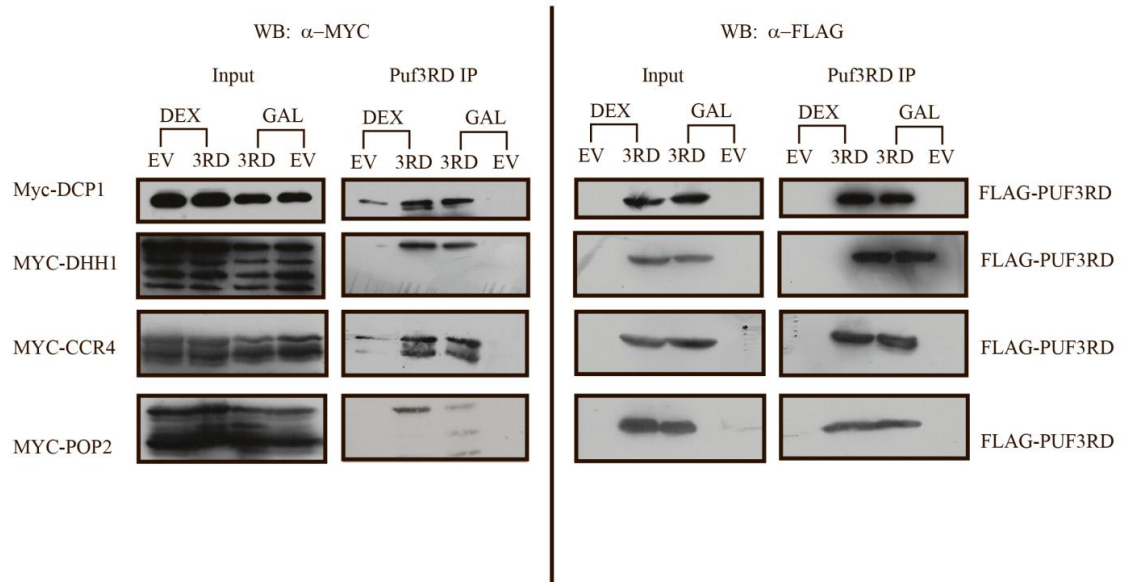 WB: α–MYC
Input
Puf3RD IP
DEX
GAL
DEX
GAL
EV 3RD 3RD EV
EV 3RD 3RD EV
Myc-DCP1
MYC-DHH1
MYC-CCR4
MYC-POP2
WB: α–FLAG
Input
Puf3RD IP
DEX
GAL
DEX
GAL
EV 3RD 3RD EV
EV 3RD 3RD EV
FLAG-PUF3RD
FLAG-PUF3RD
FLAG-PUF3RD
FLAG-PUF3RD